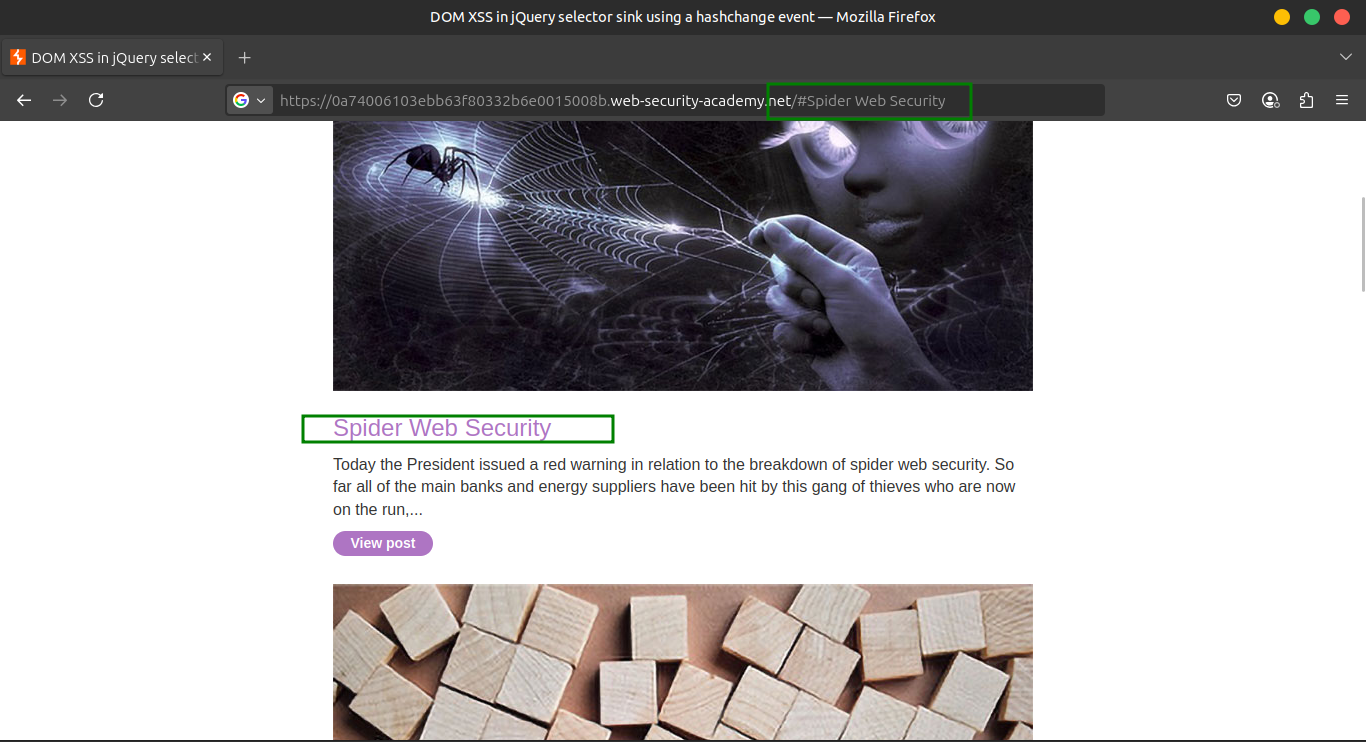 DOM XSS in jQuery selector sink using a hashchange event — Mozilla Firefox
DOM XSS in jQuery select
https://0a74006103ebb63f80332b6e0015008b.web-security-academy.net/#Spider Web Security
Spider Web Security
Today the President issued a red warning in relation to the breakdown of spider web security. So
far all of the main banks and energy suppliers have been hit by this gang of thieves who are now
on the run,...
View post